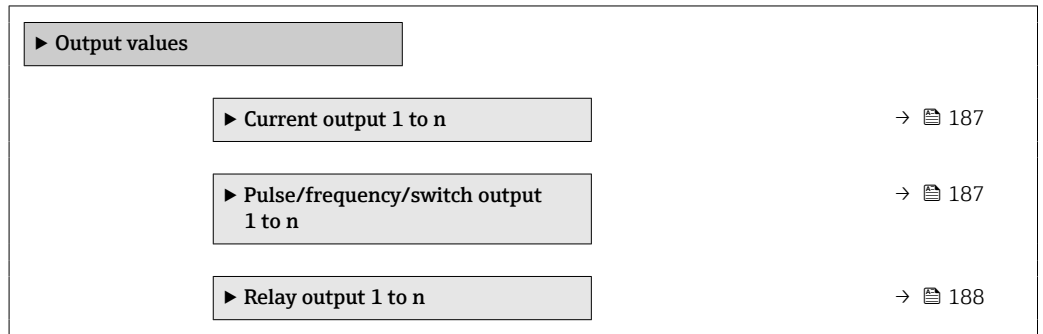 ▶ Output values
▶ Current output 1 to n → 187
▶ Pulse/frequency/switch output → 187
1 to n
▶ Relay output 1 to n → 188